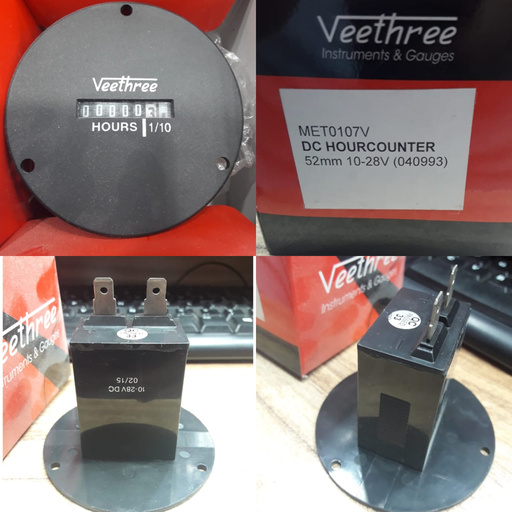 Veethree
HOURS 1/10
Veethree
Instruments & Gauges
MET0107V
DC HOURCOUNTER
52mm 10-28V (040993)
Veethree
Instruments & Gauges
10-28V DC
02/15
Veethree
Instruments & Gauges